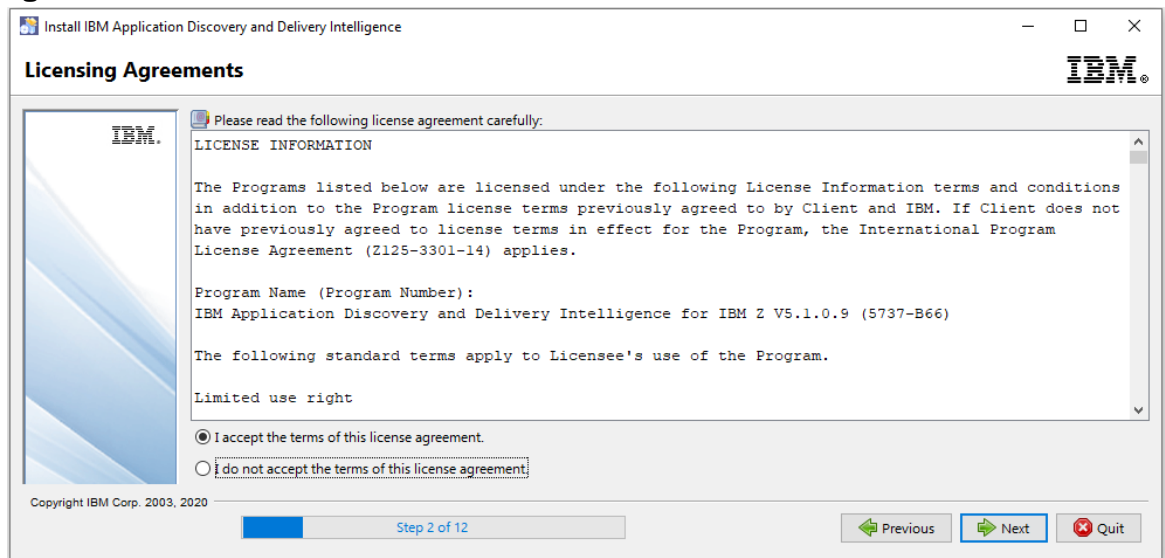 Install IBM Application Discovery and Delivery Intelligence
Licensing Agreements
IBM®
IBM.
Please read the following license agreement carefully:
LICENSE INFORMATION
The Programs listed below are licensed under the following License Information terms and conditions
in addition to the Program license terms previously agreed to by Client and IBM. If Client does not
have previously agreed to license terms in effect for the Program, the International Program
License Agreement (Z125-3301-14) applies.
Program Name (Program Number):
IBM Application Discovery and Delivery Intelligence for IBM Z V5.1.0.9 (5737-B66)
The following standard terms apply to Licensee's use of the Program.
Limited use right
I accept the terms of this license agreement.
I do not accept the terms of this license agreement.
Copyright IBM Corp. 2003, 2020
Step 2 of 12
Previous
Next
Quit